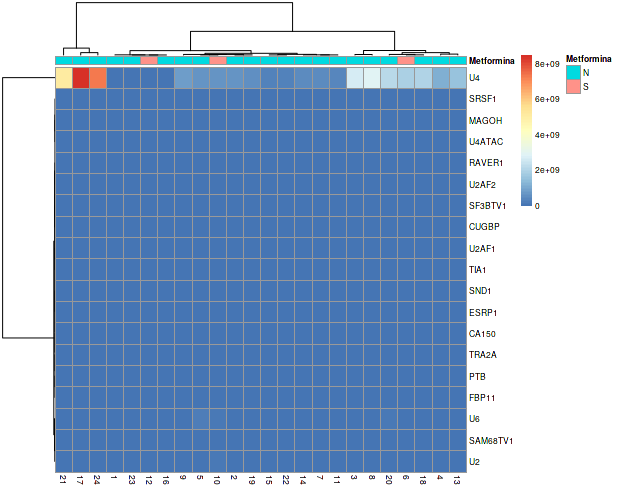 Metformina
U4
SRSF1
MAGOH
U4ATAC
RAVER1
U2AF2
SF3BTV1
CUGBP
U2AF1
TIA1
SND1
ESRP1
CA150
TRA2A
PTB
FBP11
U6
SAM68TV1
U2
21 17 24 1 23 12 16 9 5 10 2 19 15 22 14 7 11 3 8 20 6 18 4 13
8e+09
6e+09
4e+09
2e+09
0
Metformina
N
S